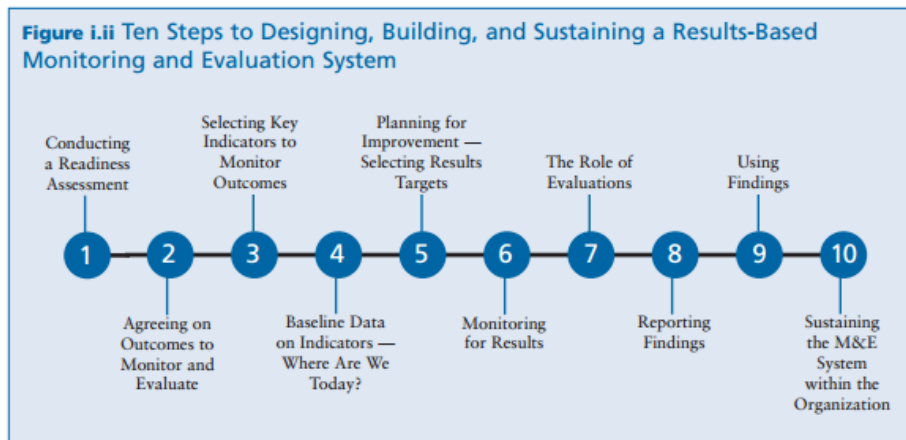 Figure i.ii Ten Steps to Designing, Building, and Sustaining a Results-Based
Monitoring and Evaluation System
Conducting
a Readiness
Assessment
Selecting Key
Indicators to
Monitor
Outcomes
Planning for
Improvement —
Selecting Results
Targets
The Role of
Evaluations
Using
Findings
1
2
3
4
5
6
7
8
9
10
Agreeing on
Outcomes to
Monitor and
Evaluate
Baseline Data
on Indicators —
Where Are We
Today?
Monitoring
for Results
Reporting
Findings
Sustaining
the M&E
System
within the
Organization